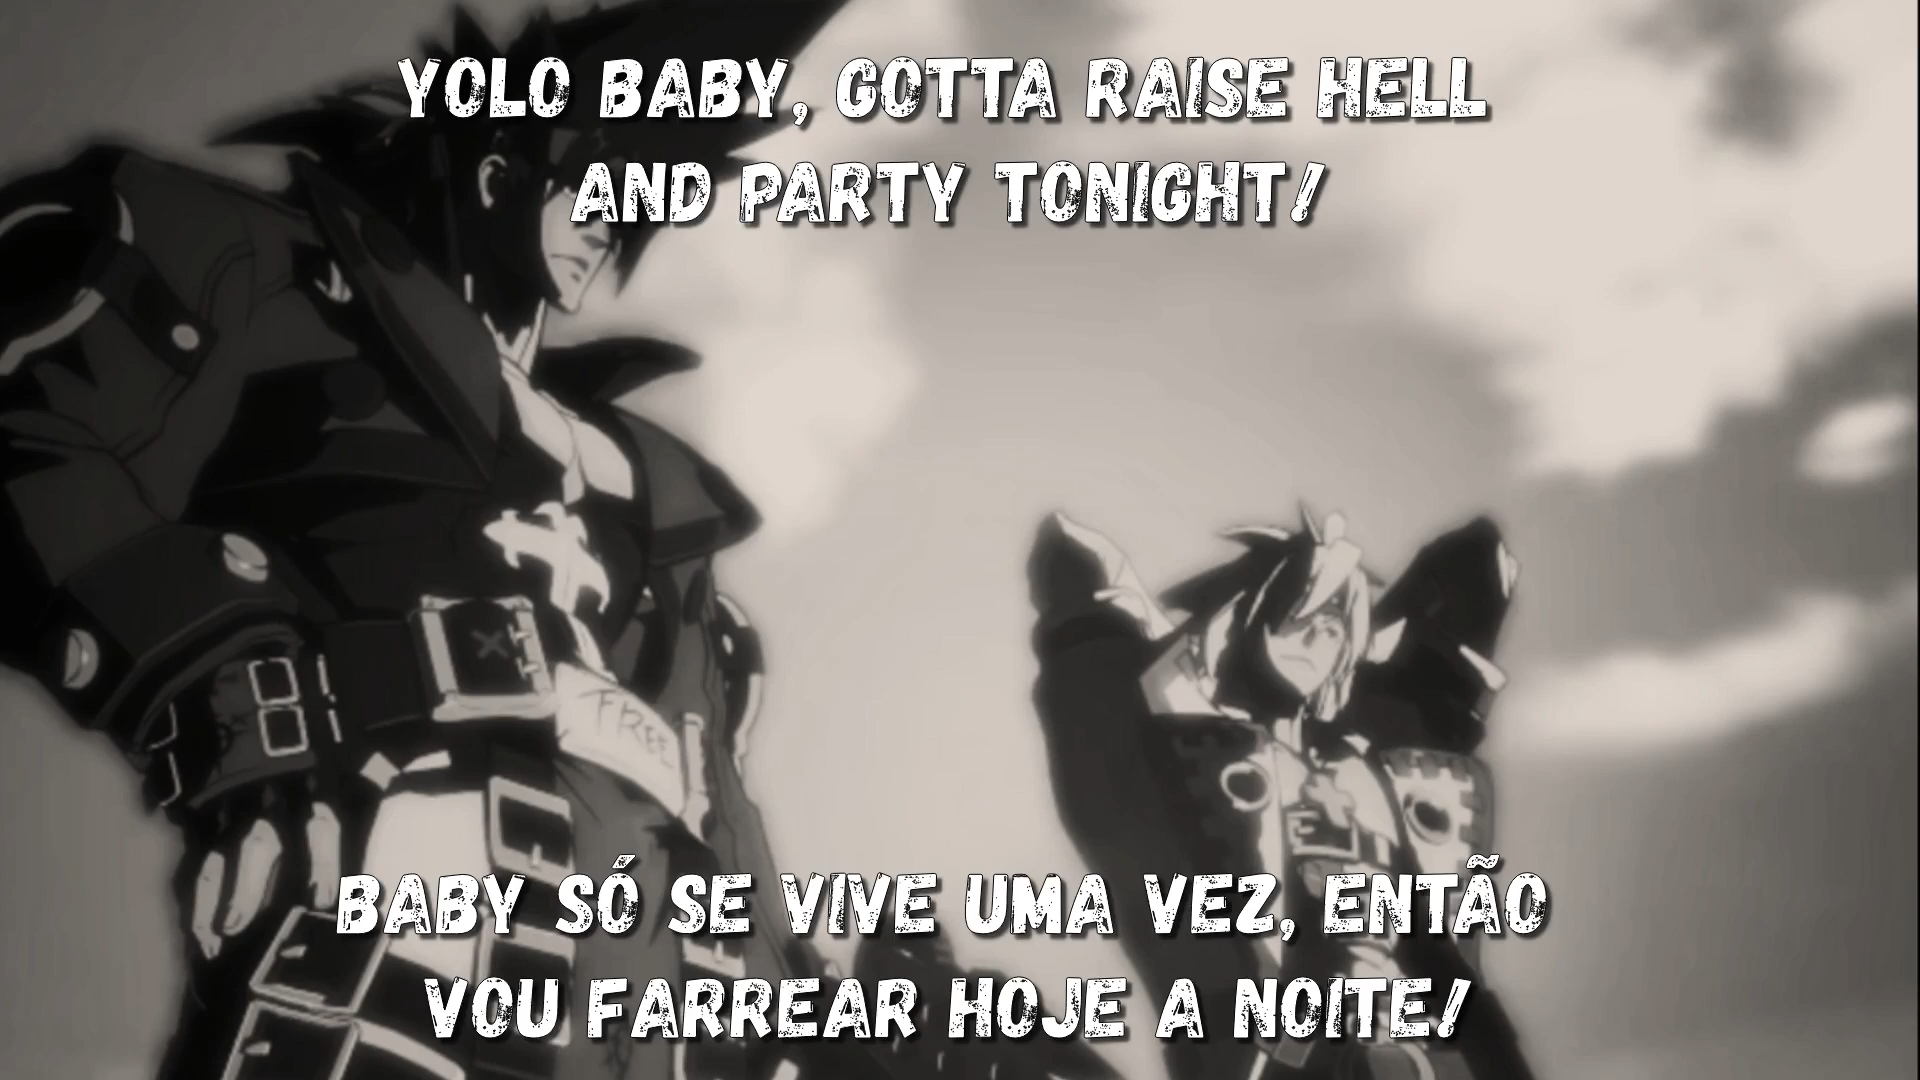 YOLO BABY, GOTTA RAISE HELL
AND PARTY TONIGHT!
FREE
BABY SÓ SE VIVE UMA VEZ, ENTÃO
VOU FARREAR HOJE A NOITE!